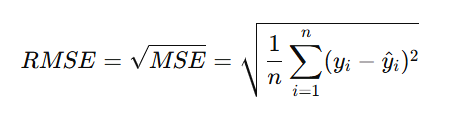 RMSE = √MSE = √(1/n ∑_{i=1}^{n} (y_i − ŷ_i)²)